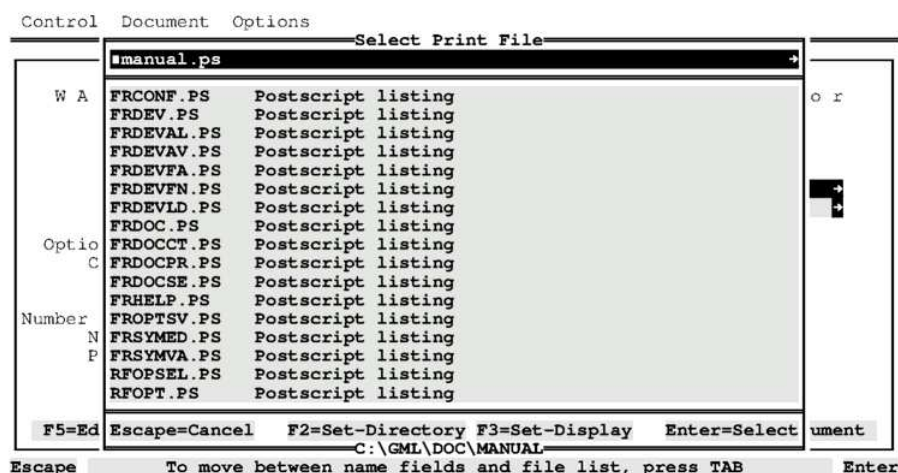 Control Document Options
Select Print File
manual.ps
W A
o r
FRCONF.PS Postscript listing
FRDEV.PS Postscript listing
FRDEVAL.PS Postscript listing
FRDEVAV.PS Postscript listing
FRDEVFA.PS Postscript listing
FRDEVFN.PS Postscript listing
FRDEVLD.PS Postscript listing
FRDOC.PS Postscript listing
Optio
FRDOCCT.PS Postscript listing
C
FRDOCPR.PS Postscript listing
FRDOCSE.PS Postscript listing
FRHELP.PS Postscript listing
Number
FROPTSV.PS Postscript listing
N
FRSYMED.PS Postscript listing
P
FRSYMVA.PS Postscript listing
RFOPSEL.PS Postscript listing
RFOPT.PS Postscript listing
F5=Ed
Escape=Cancel F2=Set-Directory F3=Set-Display Enter=Select
ument
C:\GML\DOC\MANUAL
Escape To move between name fields and file list, press TAB Enter